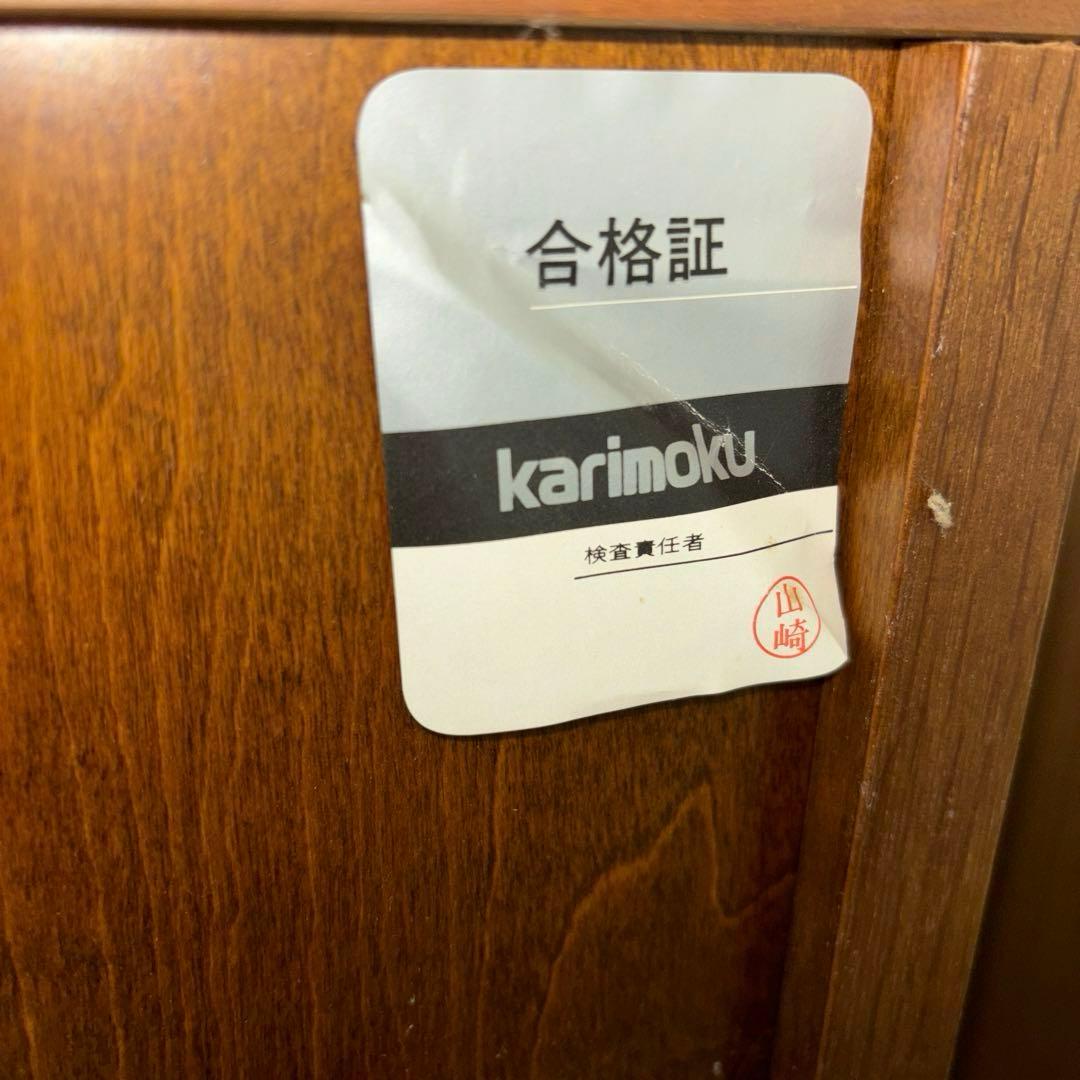 合格証
karimoku
検査責任者
山
崎